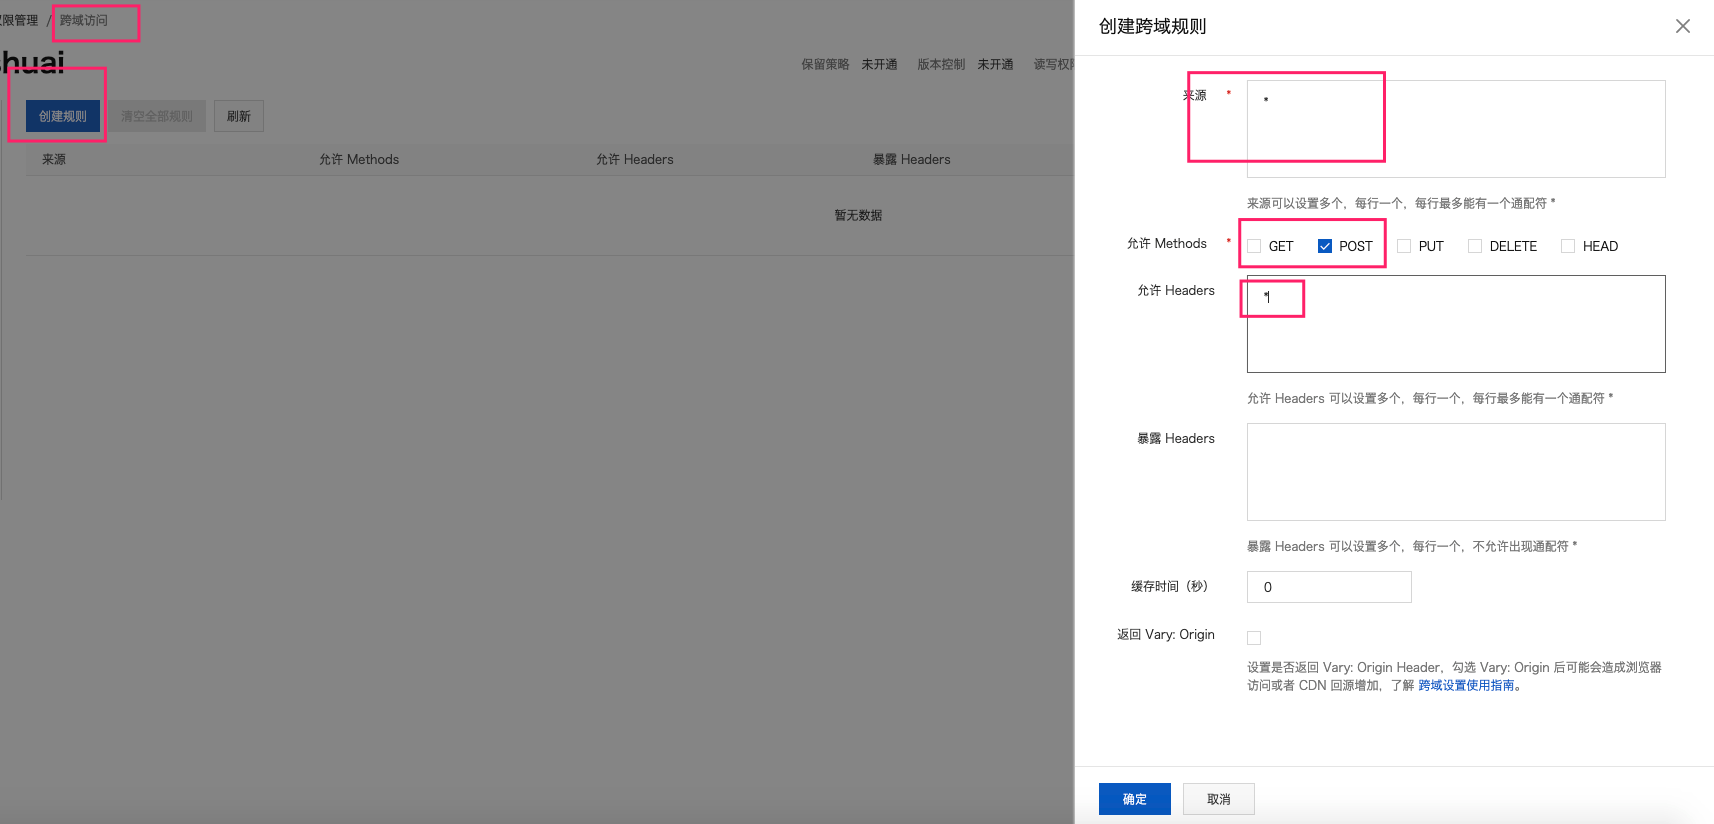 限管理 / 跨域访问
huai
保留策略 未开通 版本控制 未开通 读写权
创建规则 清空全部规则 刷新
来源 允许 Methods 允许 Headers 暴露 Headers
暂无数据
创建跨域规则
来源 * *
来源可以设置多个，每行一个，每行最多能有一个通配符 *
允许 Methods * GET POST PUT DELETE HEAD
允许 Headers *
允许 Headers 可以设置多个，每行一个，每行最多能有一个通配符 *
暴露 Headers
暴露 Headers 可以设置多个，每行一个，不允许出现通配符 *
缓存时间（秒） 0
返回 Vary: Origin
设置是否返回 Vary: Origin Header，勾选 Vary: Origin 后可能会造成浏览器
访问或者 CDN 回源增加，了解 跨域设置使用指南。
确定 取消